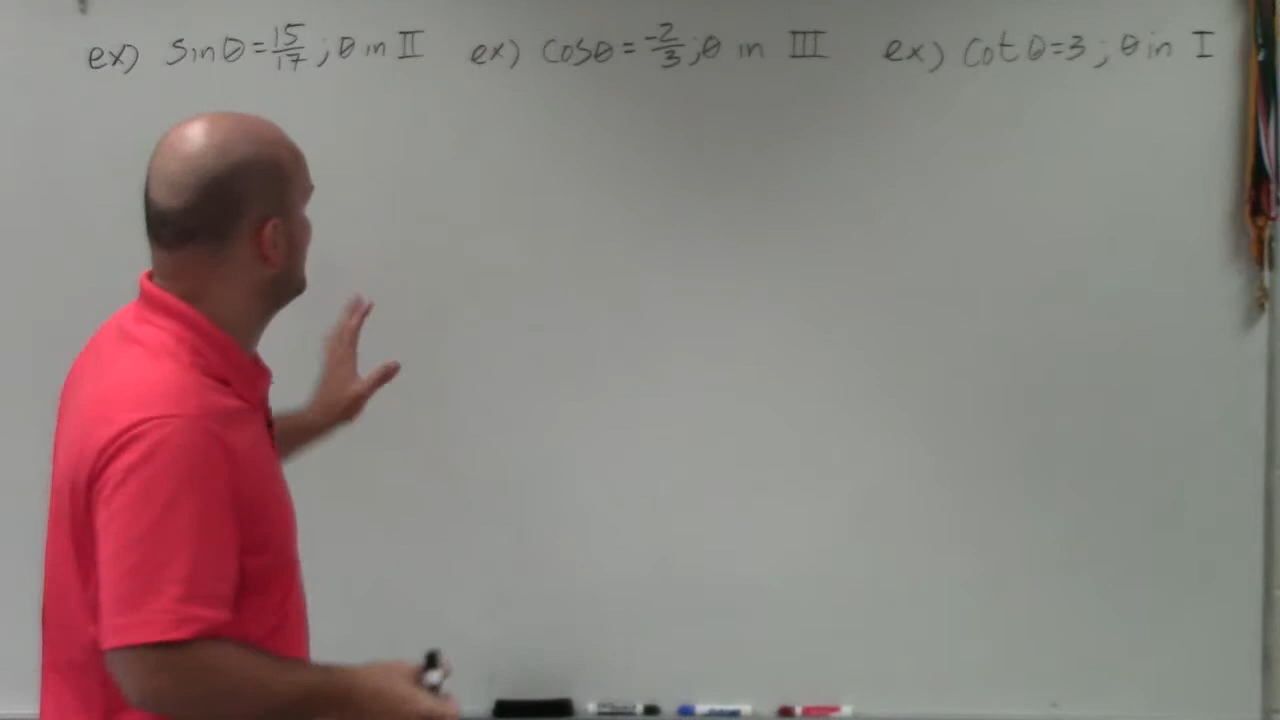 ex) sinθ=15/17 ; θ in II ex) cosθ=-2/3 ; θ in III ex) cot θ=3 ; θ in I